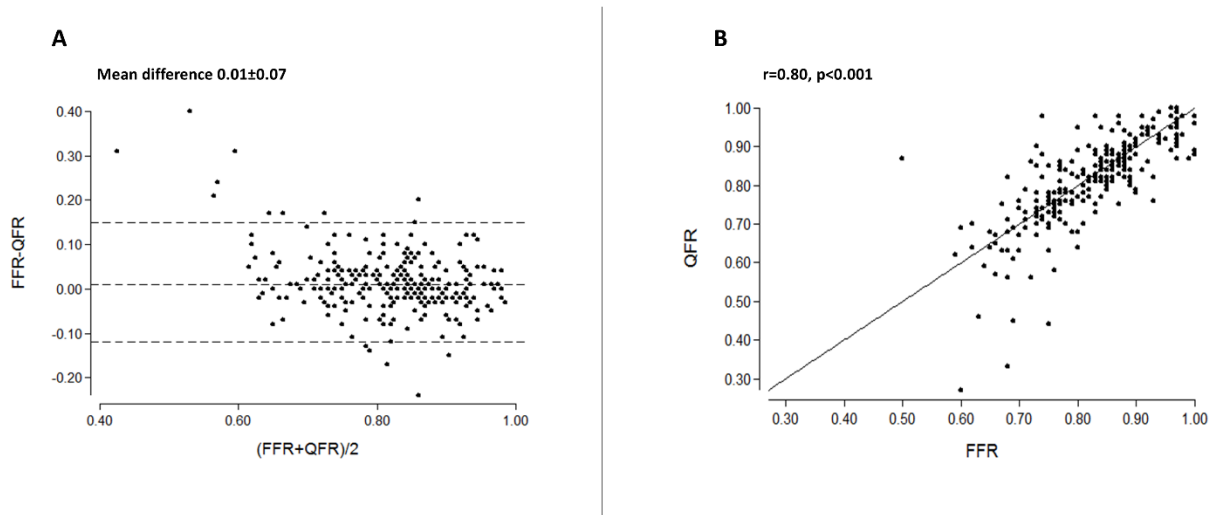 A
Mean difference 0.01±0.07
FFR-QFR
0.40
0.30
0.20
0.10
0.00
-0.10
-0.20
0.40 0.60 0.80 1.00
(FFR+QFR)/2
B
r=0.80, p<0.001
QFR
1.00
0.90
0.80
0.70
0.60
0.50
0.40
0.30
0.30 0.40 0.50 0.60 0.70 0.80 0.90 1.00
FFR